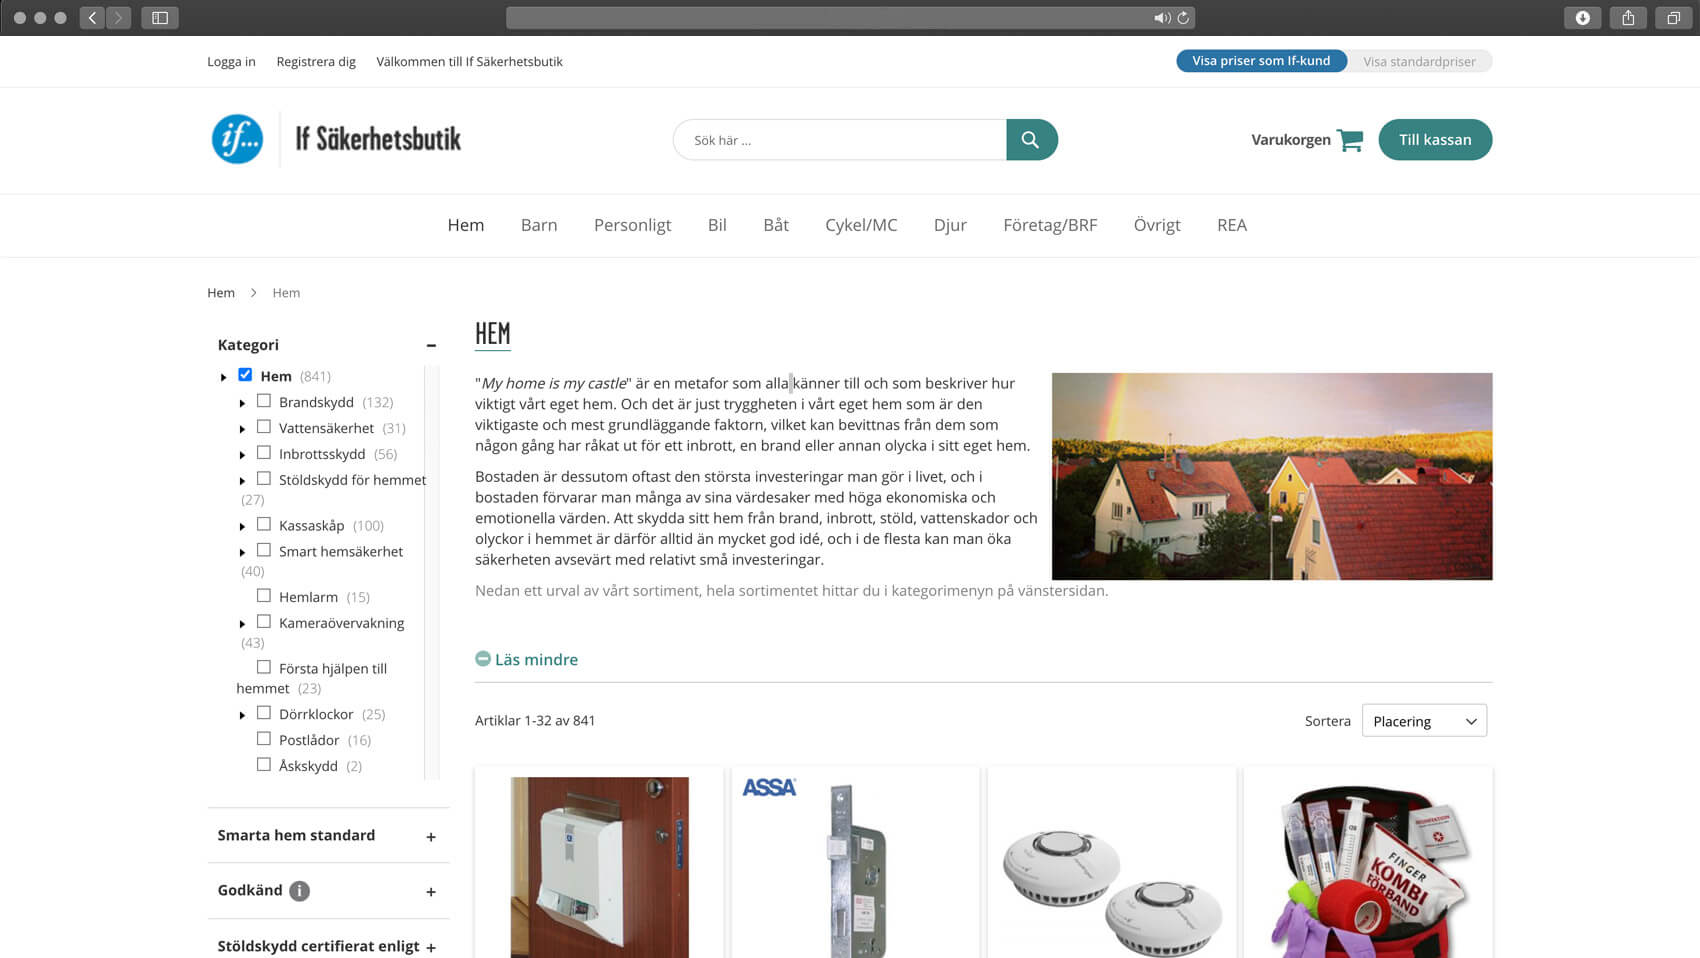 Logga in Registrera dig Välkommen till If Säkerhetsbutik
Visa priser som If-kund Visa standardpriser
if...
If Säkerhetsbutik
Sök här ...
Varukorgen
Till kassan
Hem Barn Personligt Bil Båt Cykel/MC Djur Företag/BRF Övrigt REA
Hem > Hem
Kategori
Hem (841)
Brandskydd (132)
Vattensäkerhet (31)
Inbrottsskydd (56)
Stöldskydd för hemmet
(27)
Kassaskåp (100)
Smart hemsäkerhet
(40)
Hemlarm (15)
Kameraövervakning
(43)
Första hjälpen till
hemmet (23)
Dörrklockor (25)
Postlådor (16)
Åskskydd (2)
Smarta hem standard
Godkänd i
Stöldskydd certifierat enligt
HEM
"My home is my castle" är en metafor som alla känner till och som beskriver hur
viktigt vårt eget hem. Och det är just tryggheten i vårt eget hem som är den
viktigaste och mest grundläggande faktorn, vilket kan bevittnas från dem som
någon gång har råkat ut för ett inbrott, en brand eller annan olycka i sitt eget hem.
Bostaden är dessutom oftast den största investeringar man gör i livet, och i
bostaden förvarar man många av sina värdesaker med höga ekonomiska och
emotionella värden. Att skydda sitt hem från brand, inbrott, stöld, vattenskador och
olyckor i hemmet är därför alltid än mycket god idé, och i de flesta kan man öka
säkerheten avsevärt med relativt små investeringar.
Nedan ett urval av vårt sortiment, hela sortimentet hittar du i kategorimenyn på vänstersidan.
Läs mindre
Artiklar 1-32 av 841
Sortera Placering
ASSA
FINGER
KOMBI
FÖRBAND